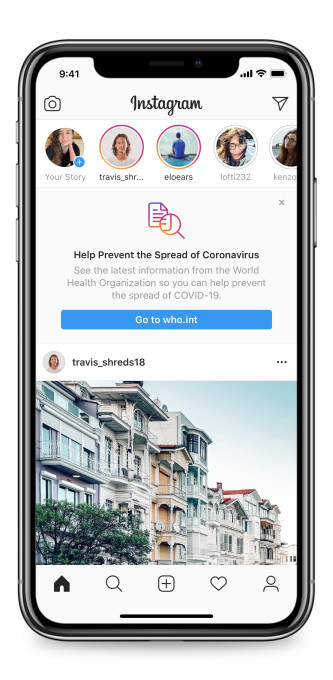 9:41
Instagram
Your Story
travis_shr...
eloears
lofti232
kenzo
Help Prevent the Spread of Coronavirus
See the latest information from the World
Health Organization so you can help prevent
the spread of COVID-19.
Go to who.int
travis_shreds18